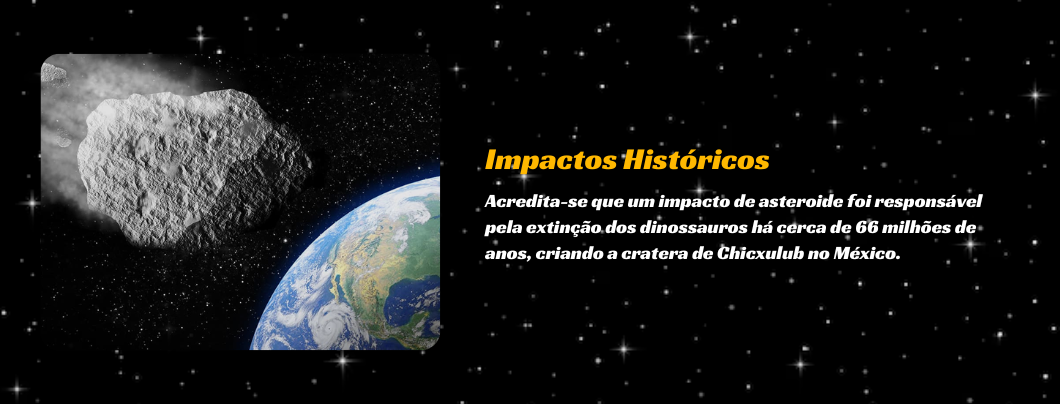 Impactos Históricos
Acredita-se que um impacto de asteroide foi responsável
pela extinção dos dinossauros há cerca de 66 milhões de
anos, criando a cratera de Chicxulub no México.